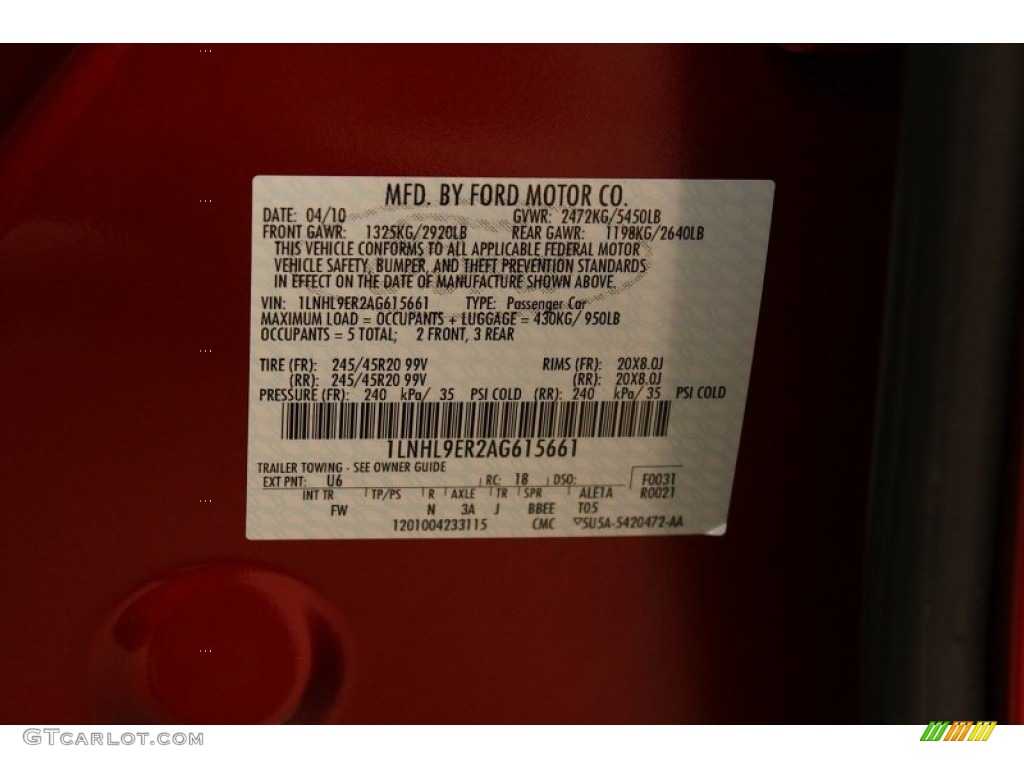 MFD. BY FORD MOTOR CO.
DATE: 04/10 GVWR: 2472KG/5450LB
FRONT GAWR: 1325KG/2920LB REAR GAWR: 1198KG/2640LB
THIS VEHICLE CONFORMS TO ALL APPLICABLE FEDERAL MOTOR
VEHICLE SAFETY, BUMPER, AND THEFT PREVENTION STANDARDS
IN EFFECT ON THE DATE OF MANUFACTURE SHOWN ABOVE.
VIN: 1LNHL9ER2AG615661 TYPE: Passenger Car
MAXIMUM LOAD = OCCUPANTS + LUGGAGE = 430KG/ 950LB
OCCUPANTS = 5 TOTAL; 2 FRONT, 3 REAR
TIRE (FR): 245/45R20 99V RIMS (FR): 20X8.0J
(RR): 245/45R20 99V (RR): 20X8.0J
PRESSURE (FR): 240 kPa/ 35 PSI COLD (RR): 240 kPa/ 35 PSI COLD
1LNHL9ER2AG615661
TRAILER TOWING - SEE OWNER GUIDE
EXT PNT: U6 RC: 18 DSO: F0031
INT TR TP/PS R AXLE TR SPR ALE1A R0021
FW N 3A J BBEE T05
1201004233115 CMC 5U5A-5420472-AA
GTCARLOT.COM